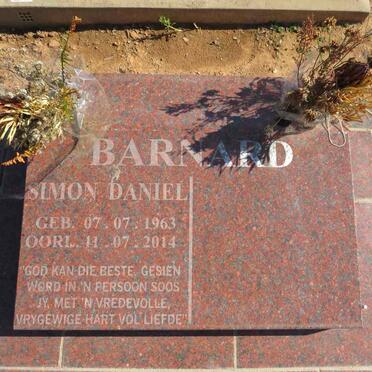 BARNARD
SIMON DANIEL
GEB. 07. 07. 1963
OORL. 11. 07. 2014
"GOD KAN DIE BESTE, GESIEN
WORD IN 'N PERSOON SOOS
JY, MET 'N VREDEVOLLE,
VRYGEWIGE HART VOL LIEFDE"